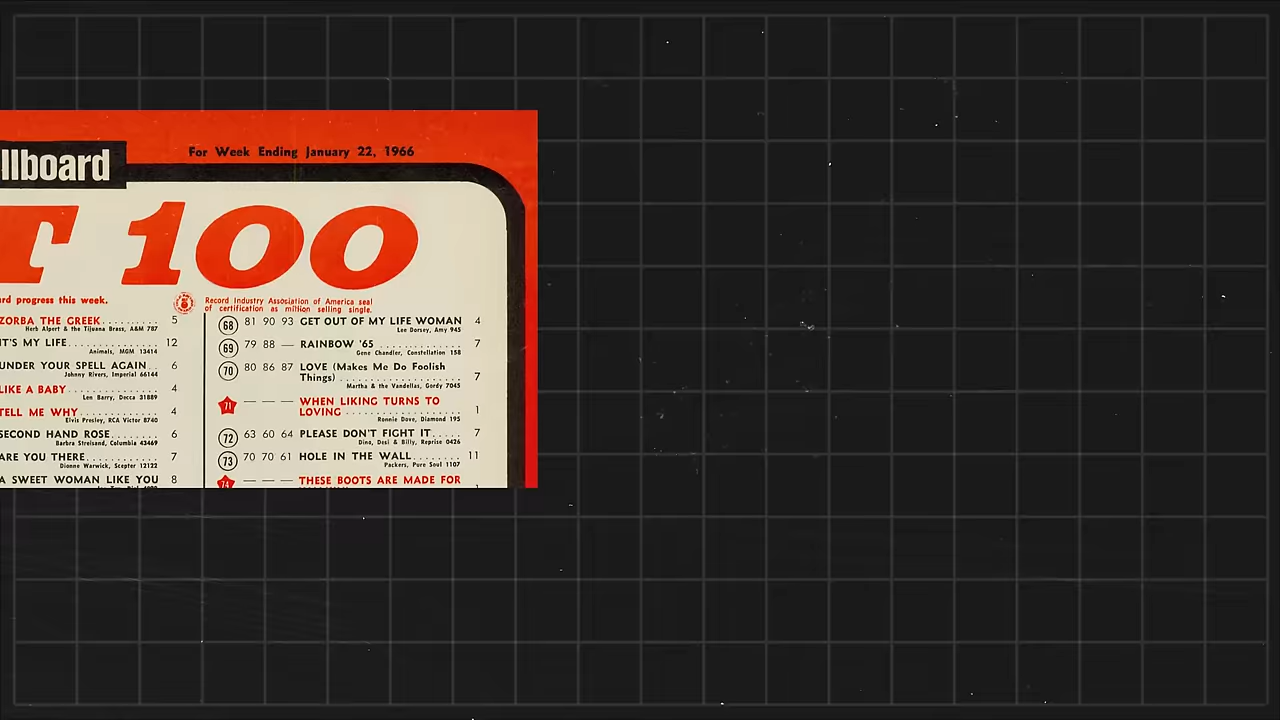 For Week Ending January 22, 1966
llboard
T 100
rd progress this week.
Record Industry Association of America seal
of certification as million selling single.
ZORBA THE GREEK 5
Herb Alpert & the Tijuana Brass, A&M 787
IT'S MY LIFE 12
Animals, MGM 13414
UNDER YOUR SPELL AGAIN 6
Johnny Rivers, Imperial 66144
LIKE A BABY 4
Len Barry, Decca 31889
TELL ME WHY 4
Elvis Presley, RCA Victor 8740
SECOND HAND ROSE 6
Barbra Streisand, Columbia 43469
ARE YOU THERE 7
Dionne Warwick, Scepter 12122
A SWEET WOMAN LIKE YOU 8
68 81 90 93 GET OUT OF MY LIFE WOMAN 4
Lee Dorsey, Amy 945
69 79 88 — RAINBOW '65 7
Gene Chandler, Constellation 158
70 80 86 87 LOVE (Makes Me Do Foolish
Things) 7
Martha & the Vandellas, Gordy 7045
71 — — — WHEN LIKING TURNS TO
LOVING 1
Ronnie Dove, Diamond 195
72 63 60 64 PLEASE DON'T FIGHT IT 7
Dino, Desi & Billy, Reprise 0426
73 70 70 61 HOLE IN THE WALL 11
Packers, Pure Soul 1107
74 — — — THESE BOOTS ARE MADE FOR